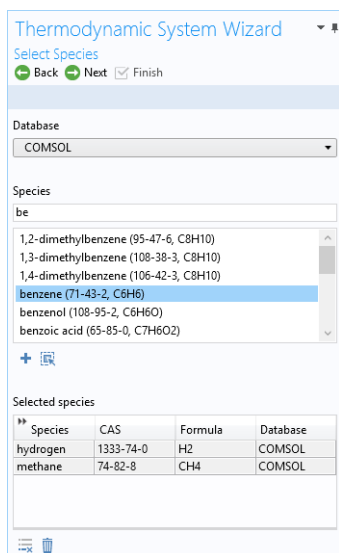 Thermodynamic System Wizard
Select Species
Back Next Finish
Database
COMSOL
Species
be
1,2-dimethylbenzene (95-47-6, C8H10)
1,3-dimethylbenzene (108-38-3, C8H10)
1,4-dimethylbenzene (106-42-3, C8H10)
benzene (71-43-2, C6H6)
benzenol (108-95-2, C6H6O)
benzoic acid (65-85-0, C7H6O2)
Selected species
Species CAS Formula Database
hydrogen 1333-74-0 H2 COMSOL
methane 74-82-8 CH4 COMSOL